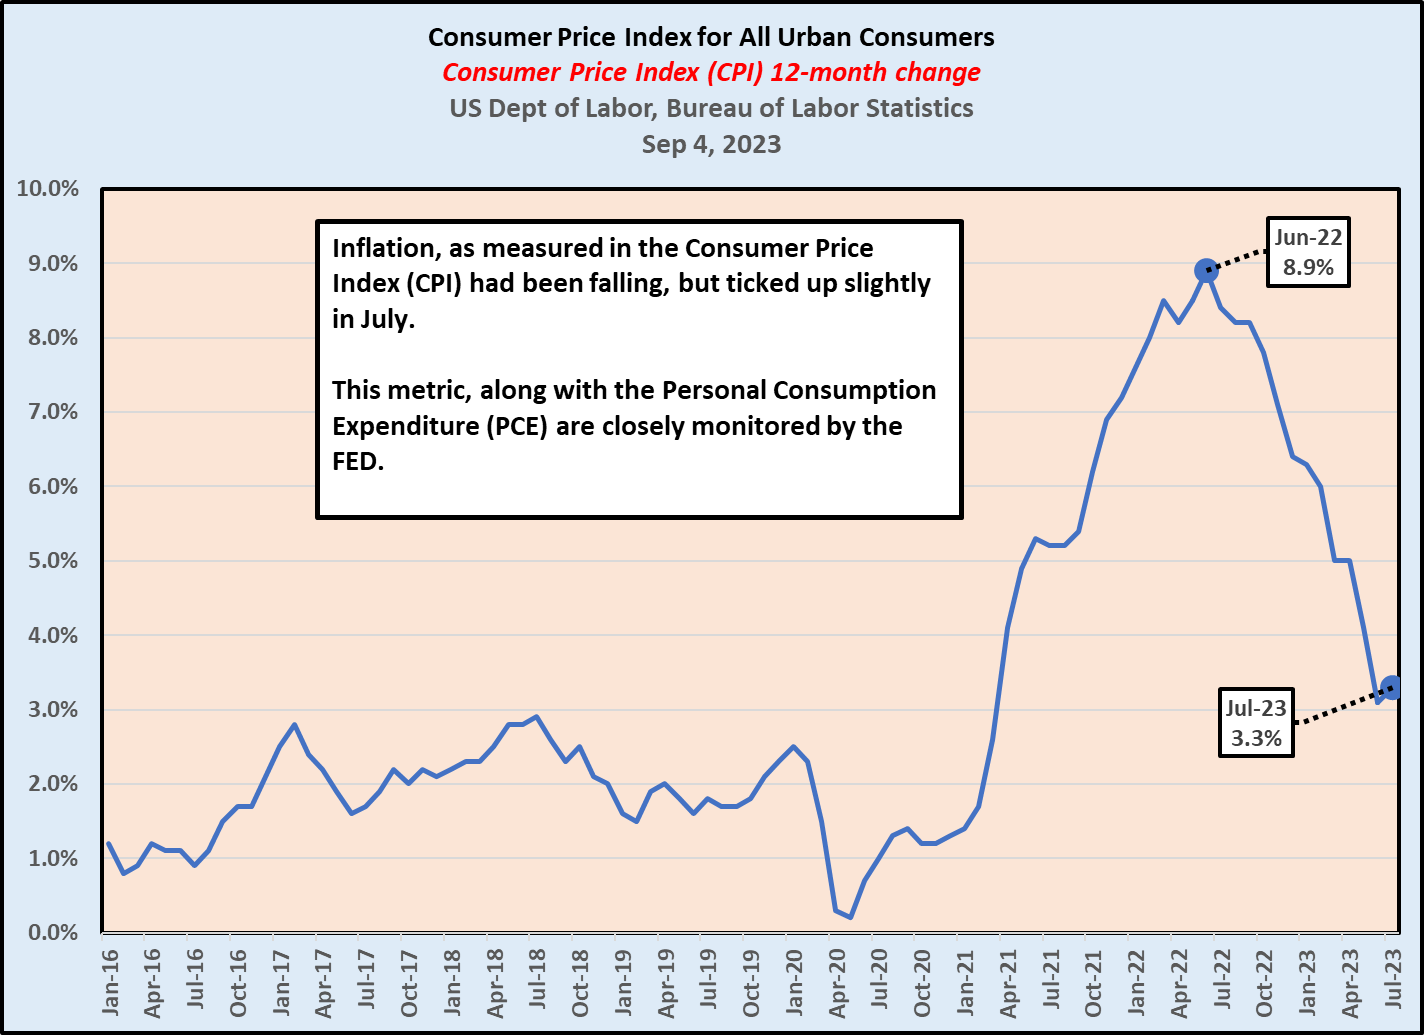 Consumer Price Index for All Urban Consumers
Consumer Price Index (CPI) 12-month change
US Dept of Labor, Bureau of Labor Statistics
Sep 4, 2023
10.0%
9.0%
8.0%
7.0%
6.0%
5.0%
4.0%
3.0%
2.0%
1.0%
0.0%
Inflation, as measured in the Consumer Price
Index (CPI) had been falling, but ticked up slightly
in July.
This metric, along with the Personal Consumption
Expenditure (PCE) are closely monitored by the
FED.
Jun-22
8.9%
Jul-23
3.3%
Jan-16
Apr-16
Jul-16
Oct-16
Jan-17
Apr-17
Jul-17
Oct-17
Jan-18
Apr-18
Jul-18
Oct-18
Jan-19
Apr-19
Jul-19
Oct-19
Jan-20
Apr-20
Jul-20
Oct-20
Jan-21
Apr-21
Jul-21
Oct-21
Jan-22
Apr-22
Jul-22
Oct-22
Jan-23
Apr-23
Jul-23